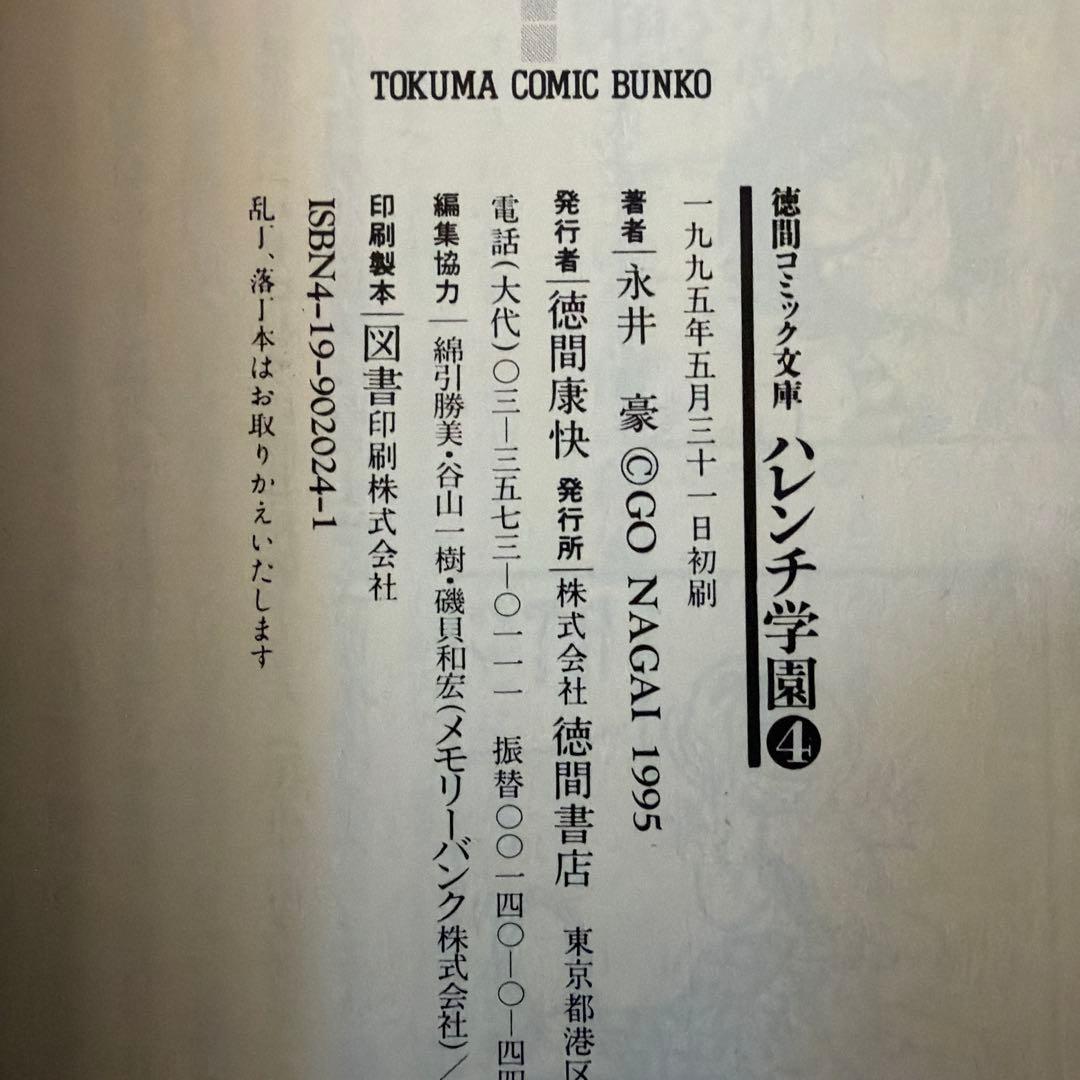 TOKUMA COMIC BUNKO
徳間コミック文庫 ハレンチ学園❹
一九九五年五月三十一日初刷
著者 永井 豪 ©GO NAGAI 1995
発行者 徳間康快 発行所 株式会社 徳間書店 東京都港区
電話(大代)〇三ー三五七三ー〇一一一 振替〇〇一四〇ー〇ー四四
編集協力 綿引勝美・谷山一樹・磯貝和宏(メモリーバンク株式会社)/
印刷製本 図書印刷株式会社
ISBN4-19-902024-1
乱丁、落丁本はお取りかえいたします